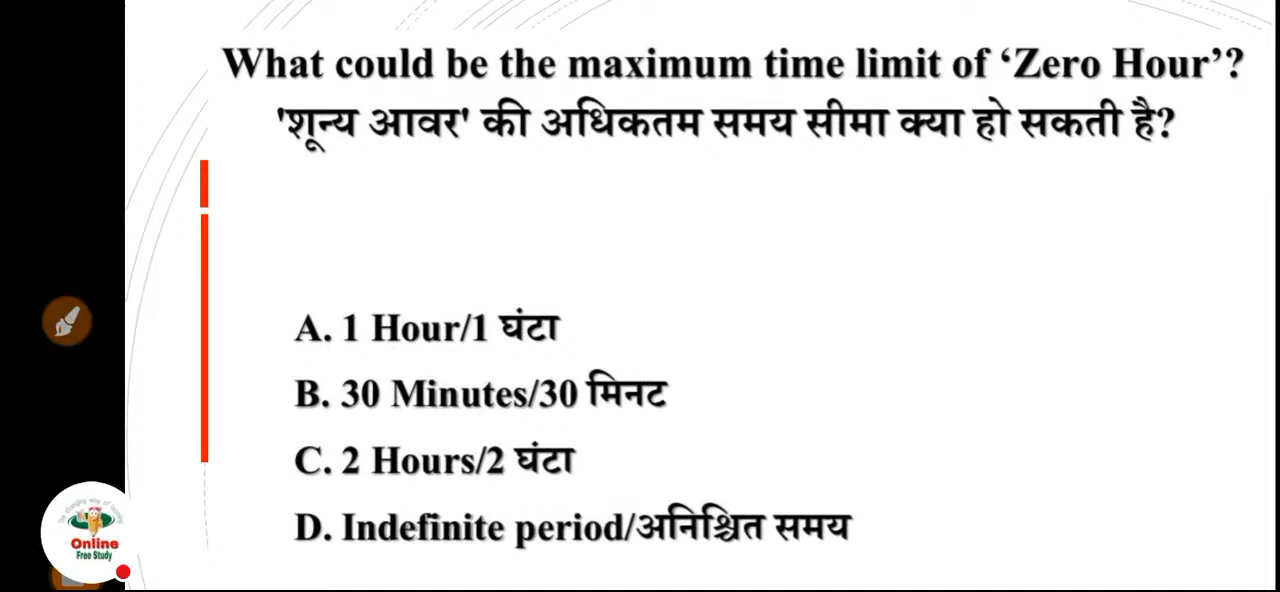 What could be the maximum time limit of ‘Zero Hour’?
'शून्य आवर' की अधिकतम समय सीमा क्या हो सकती है?
A. 1 Hour/1 घंटा
B. 30 Minutes/30 मिनट
C. 2 Hours/2 घंटा
D. Indefinite period/अनिश्चित समय
Online
Free Study